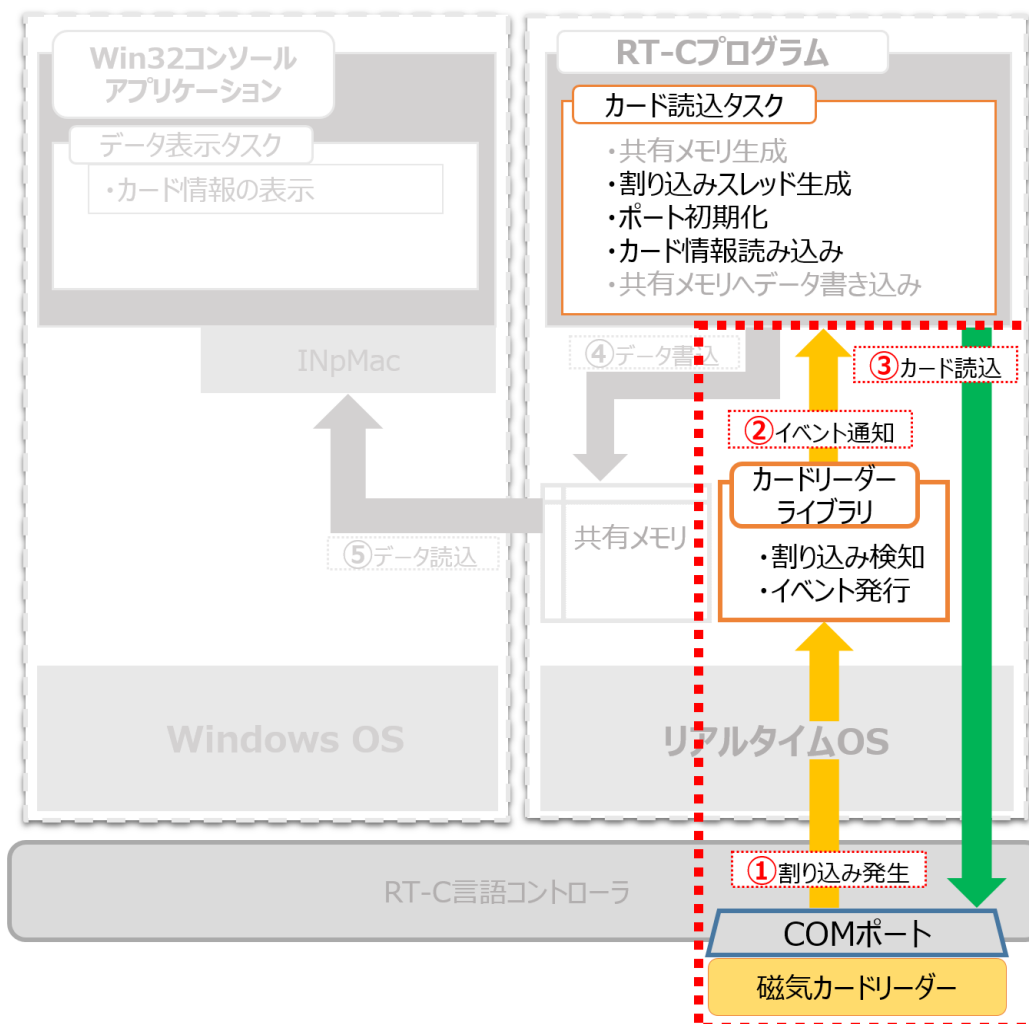 Win32コンソール
アプリケーション
データ表示タスク
・カード情報の表示
INpMac
RT-Cプログラム
カード読込タスク
・共有メモリ生成
・割り込みスレッド生成
・ポート初期化
・カード情報読み込み
・共有メモリへデータ書き込み
④データ書込
③カード読込
②イベント通知
カードリーダー
ライブラリ
・割り込み検知
・イベント発行
共有メモリ
⑤データ読込
Windows OS
リアルタイムOS
①割り込み発生
RT-C言語コントローラ
COMポート
磁気カードリーダー